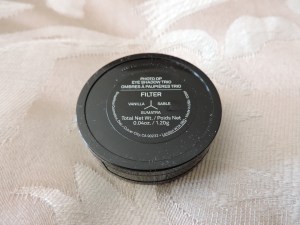 PHOTO OP
EYE SHADOW TRIO
OMBRES À PAUPIÈRES TRIO
FILTER
VANILLA SABLE
SUMATRA
Total Net Wt. / Poids Net
0.04oz. / 1.20g